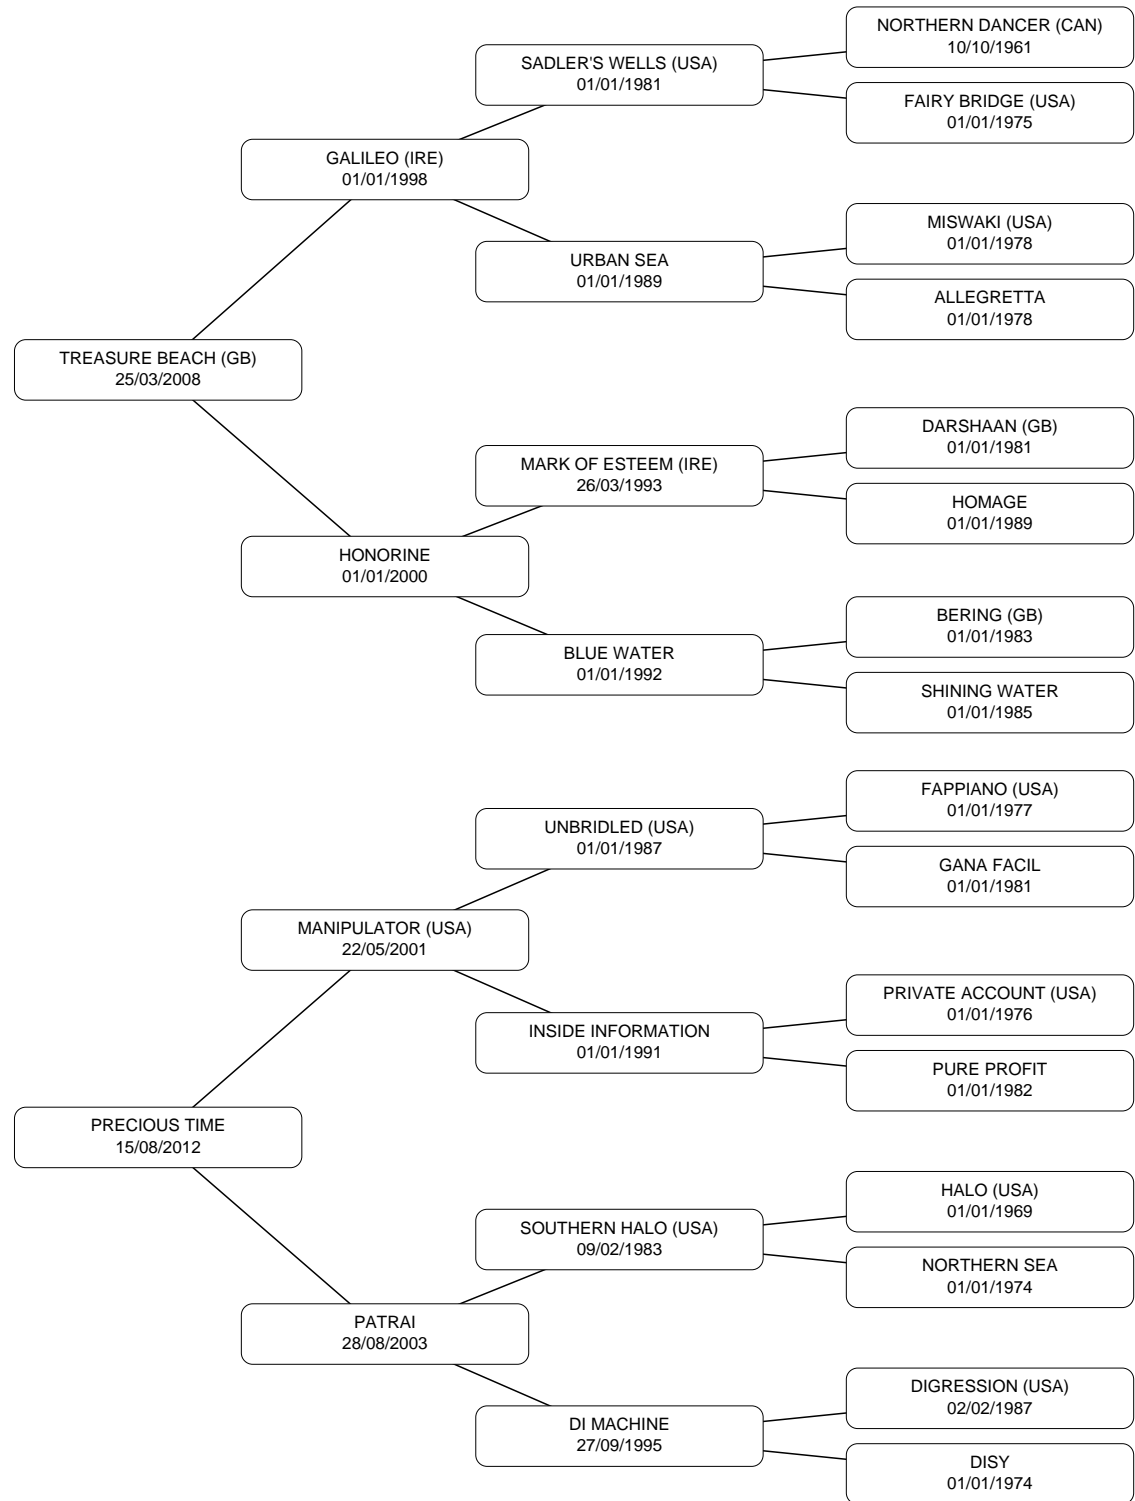 NORTHERN DANCER (CAN)
10/10/1961
SADLER'S WELLS (USA)
01/01/1981
FAIRY BRIDGE (USA)
01/01/1975
GALILEO (IRE)
01/01/1998
MISWAKI (USA)
01/01/1978
URBAN SEA
01/01/1989
ALLEGRETTA
01/01/1978
TREASURE BEACH (GB)
25/03/2008
DARSHAAN (GB)
01/01/1981
MARK OF ESTEEM (IRE)
26/03/1993
HOMAGE
01/01/1989
HONORINE
01/01/2000
BERING (GB)
01/01/1983
BLUE WATER
01/01/1992
SHINING WATER
01/01/1985
FAPPIANO (USA)
01/01/1977
UNBRIDLED (USA)
01/01/1987
GANA FACIL
01/01/1981
MANIPULATOR (USA)
22/05/2001
PRIVATE ACCOUNT (USA)
01/01/1976
INSIDE INFORMATION
01/01/1991
PURE PROFIT
01/01/1982
PRECIOUS TIME
15/08/2012
HALO (USA)
01/01/1969
SOUTHERN HALO (USA)
09/02/1983
NORTHERN SEA
01/01/1974
PATRAI
28/08/2003
DIGRESSION (USA)
02/02/1987
DI MACHINE
27/09/1995
DISY
01/01/1974